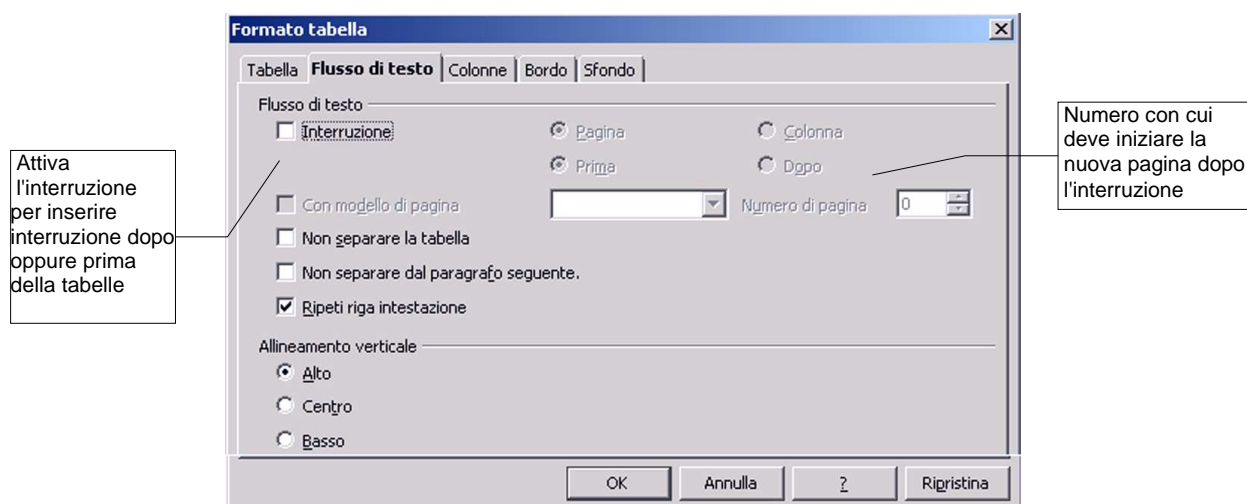 Formato tabella
Tabella Flusso di testo Colonne Bordo Sfondo
Flusso di testo
Interruzione
Pagina
Colonna
Prima
Dopo
Con modello di pagina
Numero di pagina
0
Non separare la tabella
Non separare dal paragrafo seguente.
Ripeti riga intestazione
Allineamento verticale
Alto
Centro
Basso
OK
Annulla
?
Ripristina
Attiva
l'interruzione
per inserire
interruzione dopo
oppure prima
della tabelle
Numero con cui
deve iniziare la
nuova pagina dopo
l'interruzione